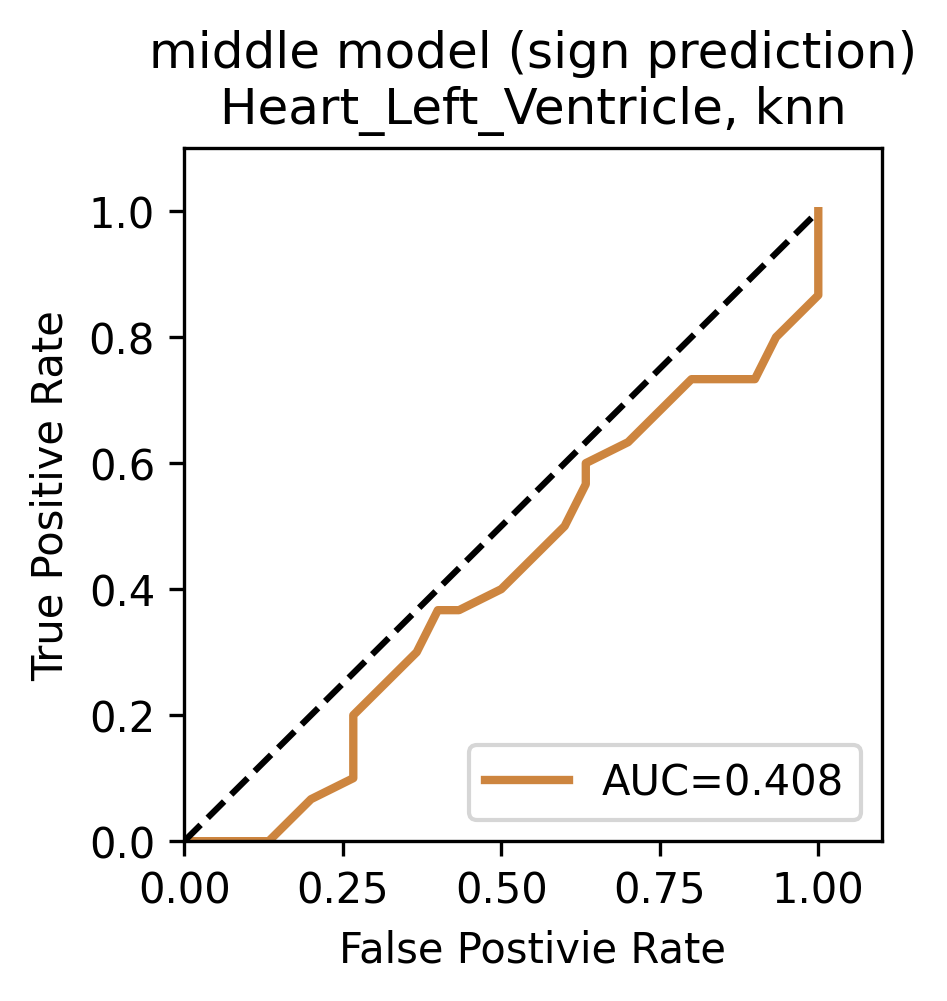 middle model (sign prediction)
Heart_Left_Ventricle, knn
True Positive Rate
1.0
0.8
0.6
0.4
0.2
0.0
AUC=0.408
0.00 0.25 0.50 0.75 1.00
False Postivie Rate